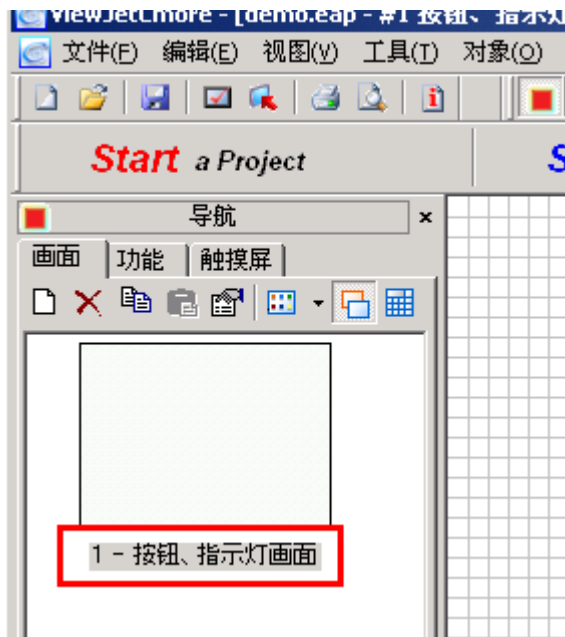 ViewJetCmore - [demo.eap - #1 按钮、指示灯
文件(F) 编辑(E) 视图(V) 工具(T) 对象(O)
Start a Project S
导航
画面 功能 触摸屏
1 - 按钮、指示灯画面